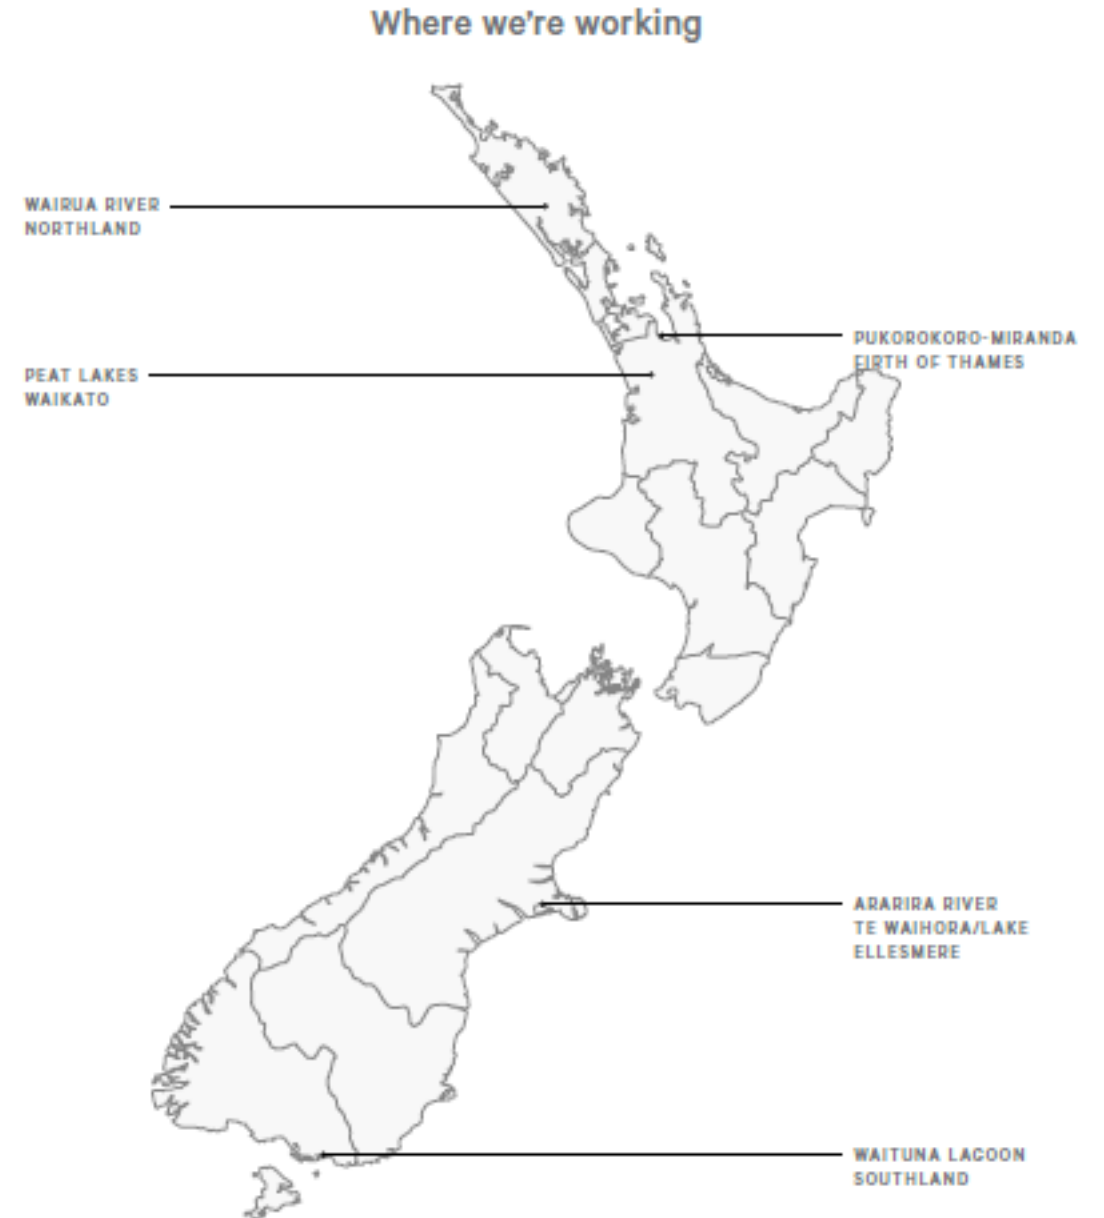 Where we're working
WAIRUA RIVER
NORTHLAND
PUKOROKORO-MIRANDA
FIRTH OF THAMES
PEAT LAKES
WAIKATO
ARARIRA RIVER
TE WAIHORA/LAKE
ELLESMERE
WAITUNA LAGOON
SOUTHLAND